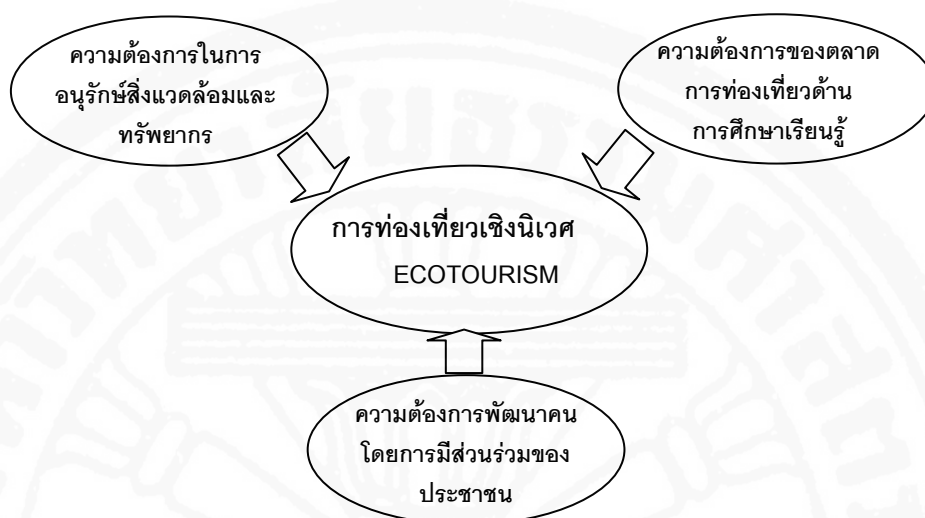 ความต้องการในการ
อนุรักษ์สิ่งแวดล้อมและ
ทรัพยากร
ความต้องการของตลาด
การท่องเที่ยวด้าน
การศึกษาเรียนรู้
การท่องเที่ยวเชิงนิเวศ
ECOTOURISM
ความต้องการพัฒนาคน
โดยการมีส่วนร่วมของ
ประชาชน